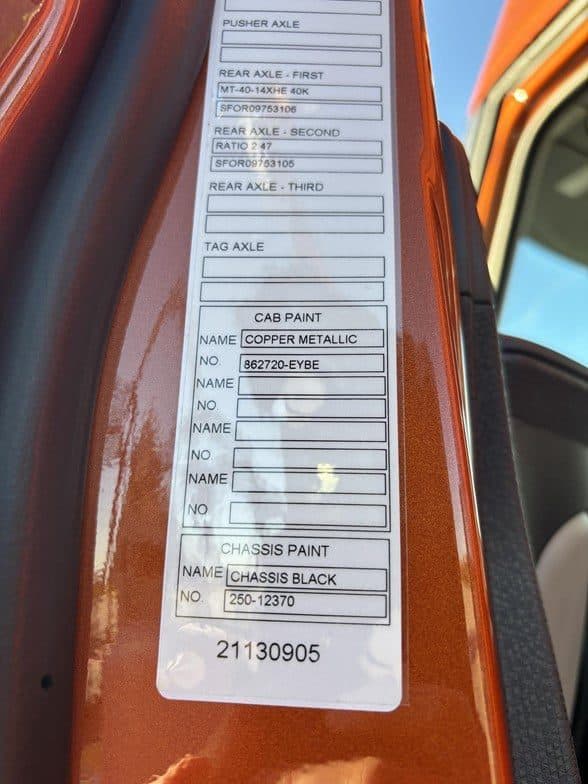 PUSHER AXLE
REAR AXLE - FIRST
MT-40-14XHE 40K
SFOR09753106
REAR AXLE - SECOND
RATIO 2.47
SFOR09753105
REAR AXLE - THIRD
TAG AXLE
CAB PAINT
NAME COPPER METALLIC
NO. 862720-EYBE
NAME
NO.
NAME
NO.
NAME
NO
CHASSIS PAINT
NAME CHASSIS BLACK
NO. 250-12370
21130905